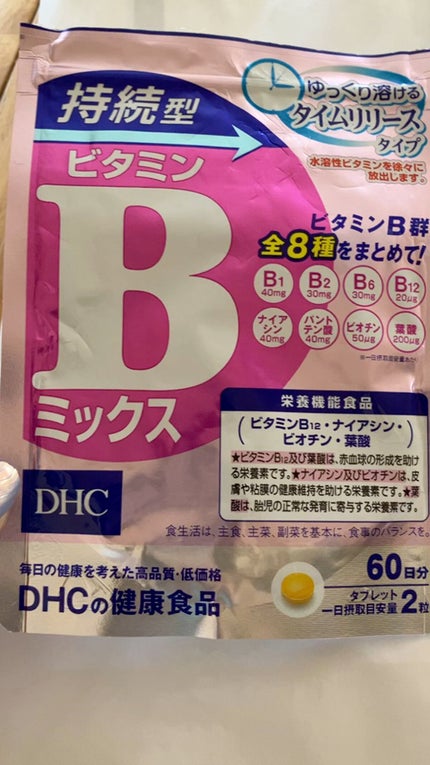 持続型
ゆっくり溶ける
タイムリリース
タイプ
水溶性ビタミンを徐々に
放出します。
ビタミン
B
ミックス
ビタミンB群
全8種をまとめて!
B1
40mg
B2
30mg
B6
30mg
B12
20μg
ナイア
シン
40mg
パント
テン酸
40mg
ビオチン
50μg
葉酸
200μg
※一日摂取目安量あたり
栄養機能食品
(ビタミンB12・ナイアシン・
ビオチン・葉酸)
★ビタミンB12及び葉酸は、赤血球の形成を助け
る栄養素です。★ナイアシン及びビオチンは、皮
膚や粘膜の健康維持を助ける栄養素です。★葉
酸は、胎児の正常な発育に寄与する栄養素です。
DHC
食生活は、主食、主菜、副菜を基本に、食事のバランスを。
毎日の健康を考えた高品質・低価格
DHCの健康食品
60日分
タブレット
一日摂取目安量 2粒